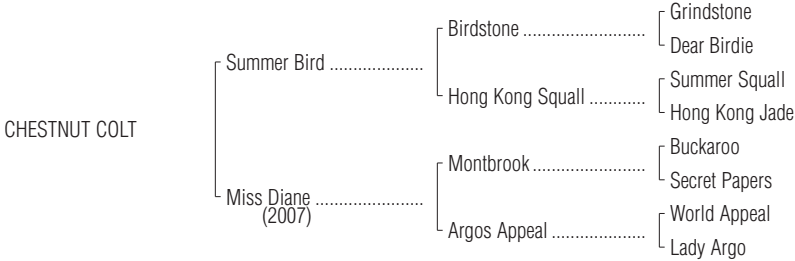 Grindstone
Birdstone ..........................
Dear Birdie
Summer Bird ....................
Summer Squall
Hong Kong Squall ............
Hong Kong Jade
CHESTNUT COLT
Buckaroo
Montbrook ........................
Secret Papers
Miss Diane .......................
(2007)
World Appeal
Argos Appeal ....................
Lady Argo